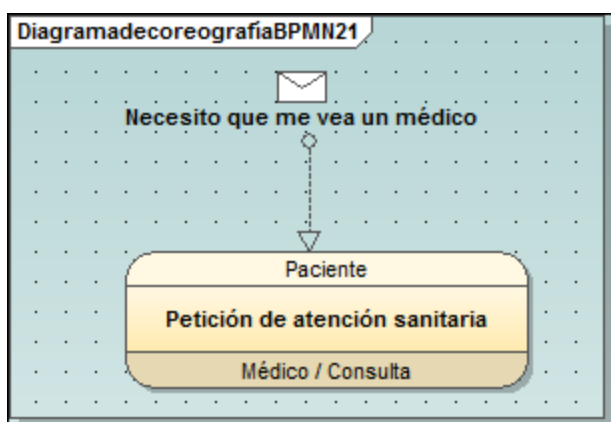 DiagramadecoreografíaBPMN21
Necesito que me vea un médico
Paciente
Petición de atención sanitaria
Médico / Consulta